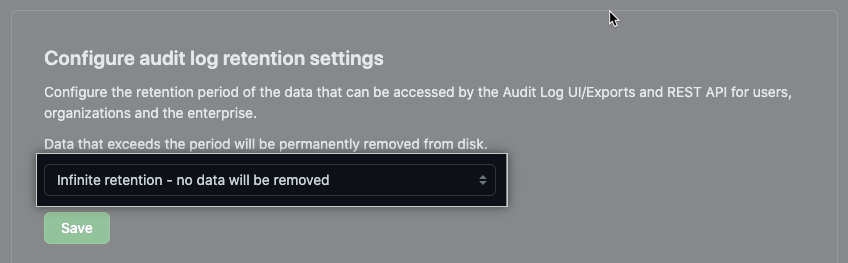 Configure audit log retention settings
Configure the retention period of the data that can be accessed by the Audit Log UI/Exports and REST API for users,
organizations and the enterprise.
Data that exceeds the period will be permanently removed from disk.
Infinite retention - no data will be removed
Save